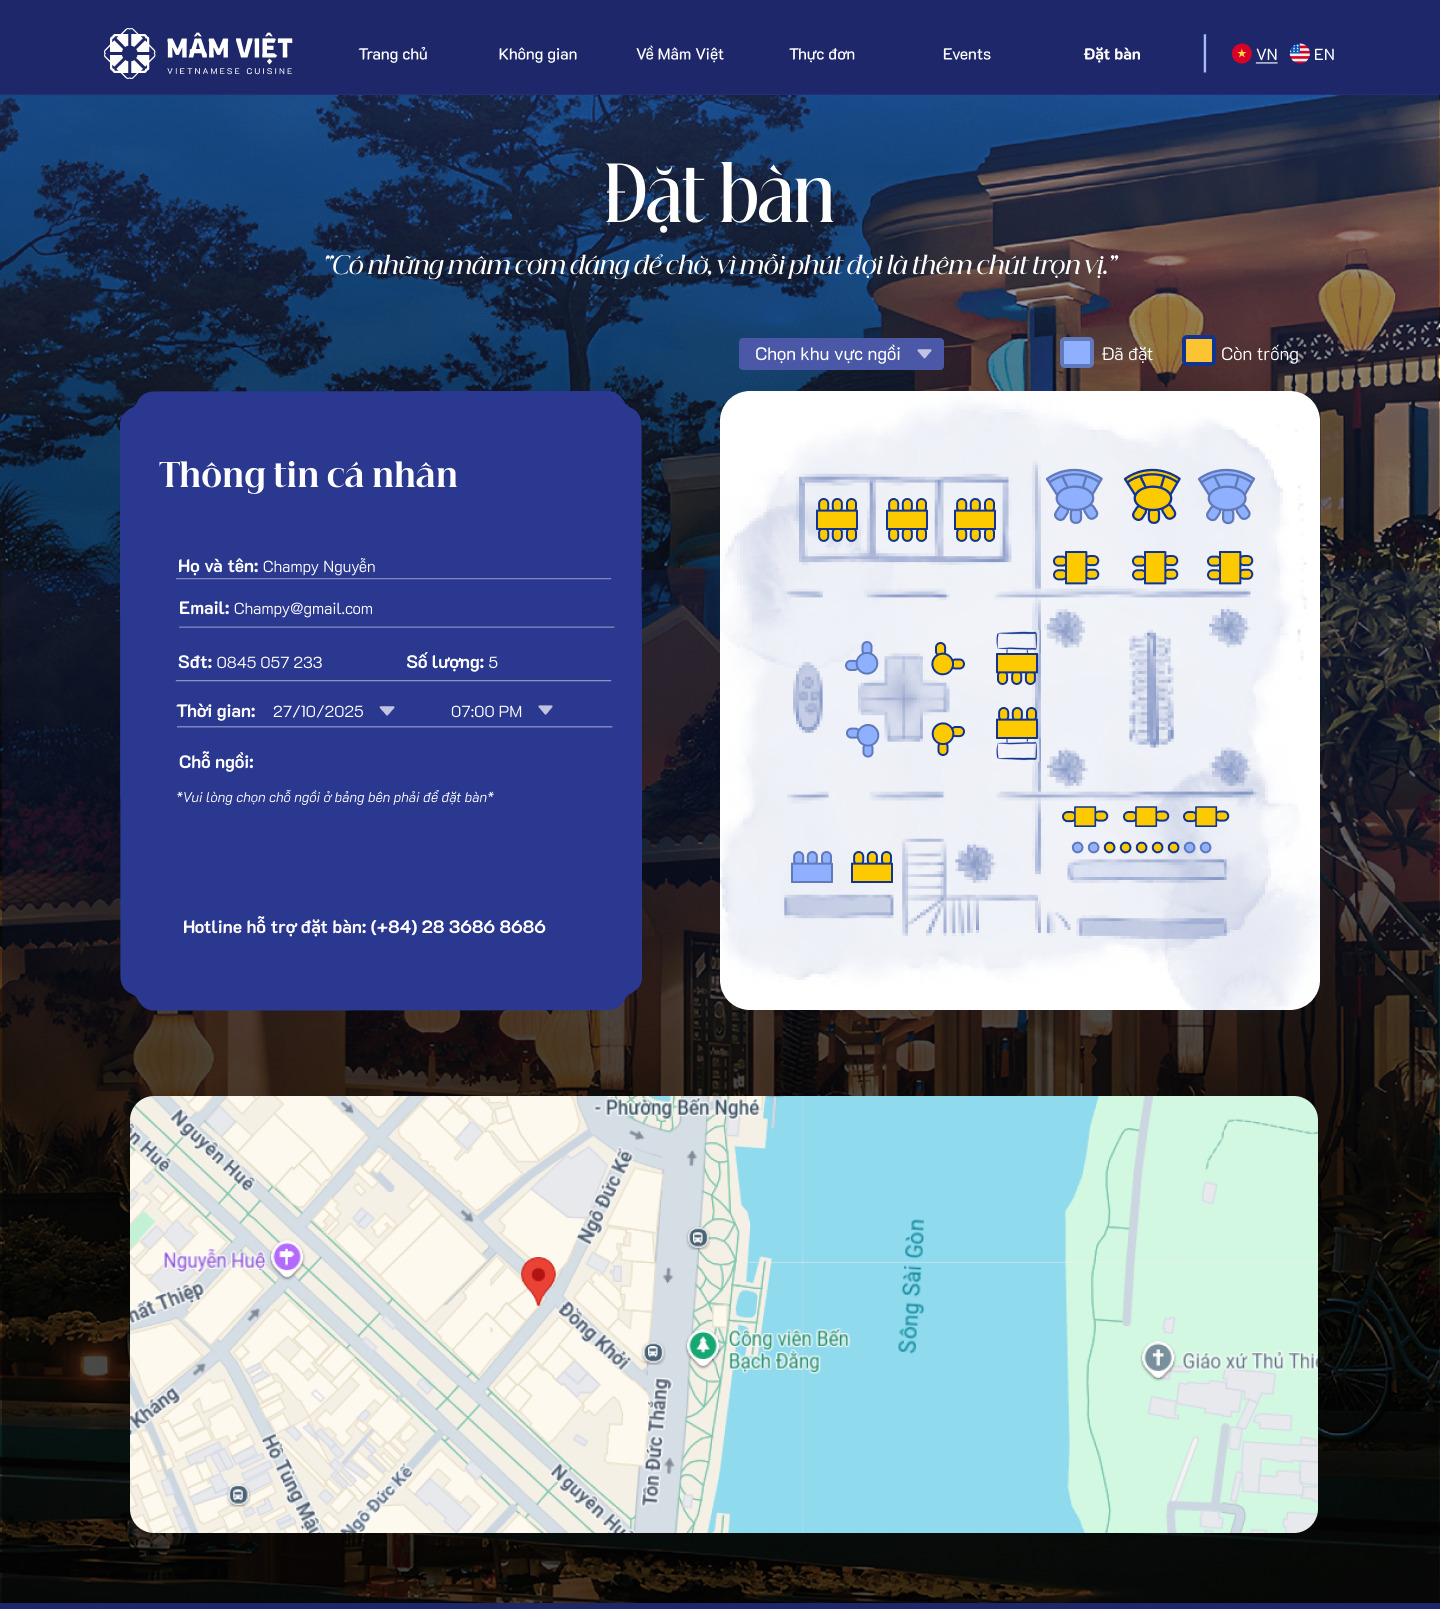 MÂM VIỆT
VIETNAMESE CUISINE
Trang chủ
Không gian
Về Mâm Việt
Thực đơn
Events
Đặt bàn
VN
EN
Đặt bàn
"Có những mâm cơm đáng để chờ, vì mỗi phút đợi là thêm chút trọn vị."
Chọn khu vực ngồi
Đã đặt
Còn trống
Thông tin cá nhân
Họ và tên: Champy Nguyễn
Email: Champy@gmail.com
Sđt: 0845 057 233
Số lượng: 5
Thời gian: 27/10/2025 07:00 PM
Chỗ ngồi:
*Vui lòng chọn chỗ ngồi ở bảng bên phải để đặt bàn*
Hotline hỗ trợ đặt bàn: (+84) 28 3686 8686
- Phường Bến Nghé
Nguyễn Huệ
Huệ
Ngô Đức Kế
Nguyễn Huệ
Thiệp
Đồng Khởi
Sông Sài Gòn
Công viên Bến
Bạch Đằng
Giáo xứ Thủ Thiê
Kháng
Hồ Tùng Mậu
Ngô Đức Kế
Nguyễn Hu
Tôn Đức Thắng